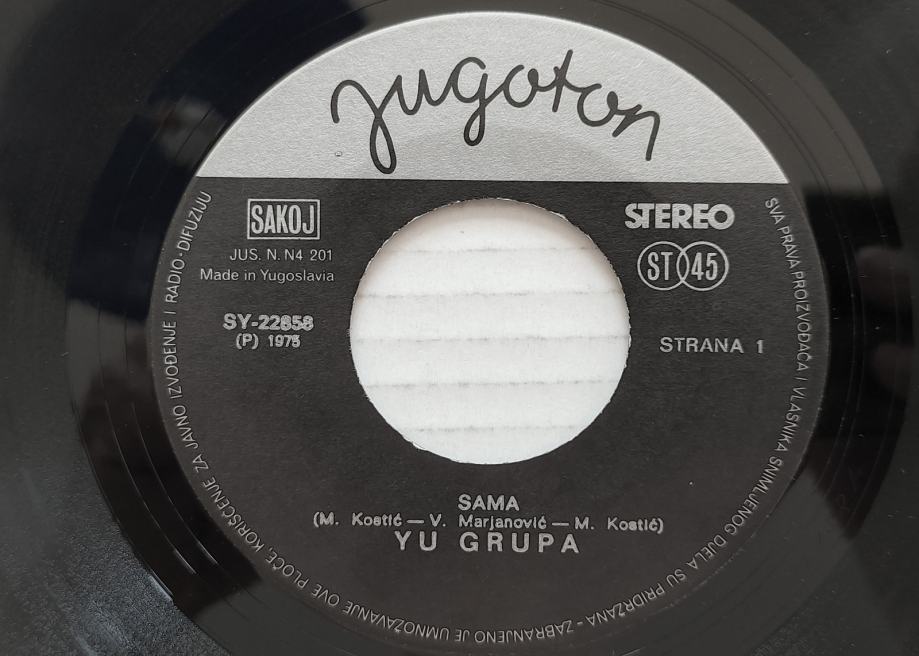 jugoton
SAKOJ
JUS. N. N4 201
Made in Yugoslavia
SY-22858
(P) 1975
STEREO
ST 45
STRANA 1
SAMA
(M. Kostić — V. Marjanović — M. Kostić)
YU GRUPA
SVA PRAVA PROIZVOĐAČA I VLASNIKA SNIMLJENOG DJELA SU PRIDRŽANA - ZABRANJENO JE UMNOŽAVANJE OVE PLOČE, KORIŠĆENJE ZA JAVNO IZVOĐENJE I RADIO-DIFUZIJU